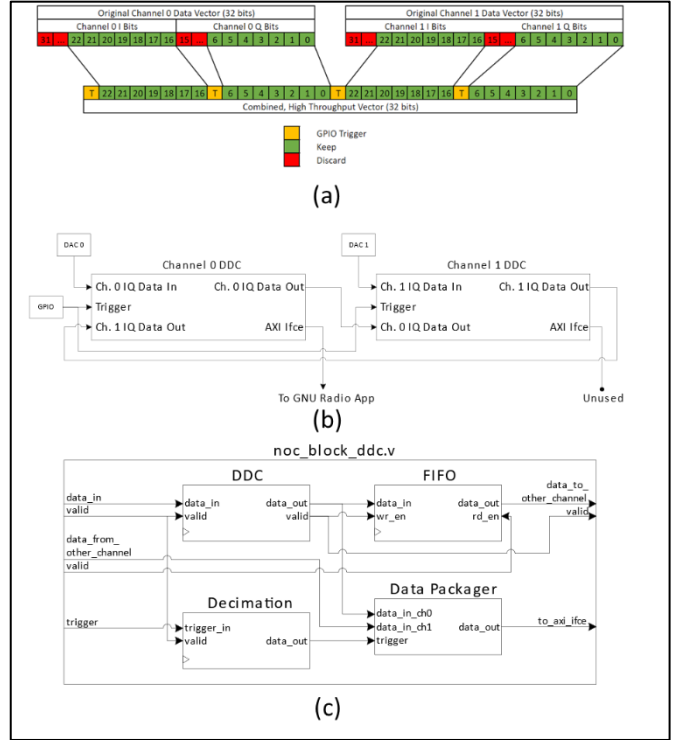 Original Channel 0 Data Vector (32 bits) Original Channel 1 Data Vector (32 bits)
Channel 0 I Bits Channel 0 Q Bits Channel 1 I Bits Channel 1 Q Bits
31 ... 22 21 20 19 18 17 16 15 ... 6 5 4 3 2 1 0 31 ... 22 21 20 19 18 17 16 15 ... 6 5 4 3 2 1 0
T 22 21 20 19 18 17 16 T 6 5 4 3 2 1 0 T 22 21 20 19 18 17 16 T 6 5 4 3 2 1 0
Combined, High Throughput Vector (32 bits)
GPIO Trigger
Keep
Discard
(a)
DAC 0 DAC 1
Channel 0 DDC Channel 1 DDC
Ch. 0 IQ Data In Ch. 0 IQ Data Out Ch. 1 IQ Data In Ch. 1 IQ Data Out
GPIO Trigger Trigger
Ch. 1 IQ Data Out AXI Ifce Ch. 0 IQ Data Out AXI Ifce
To GNU Radio App Unused
(b)
noc_block_ddc.v
DDC FIFO
data_in data_in data_out data_in data_out data_to_
other_channel
valid valid valid wr_en rd_en valid
data_from_
other_channel
valid
Decimation Data Packager
data_in_ch0
trigger trigger_in data_in_ch1 data_out to_axi_ifce
valid data_out trigger
(c)